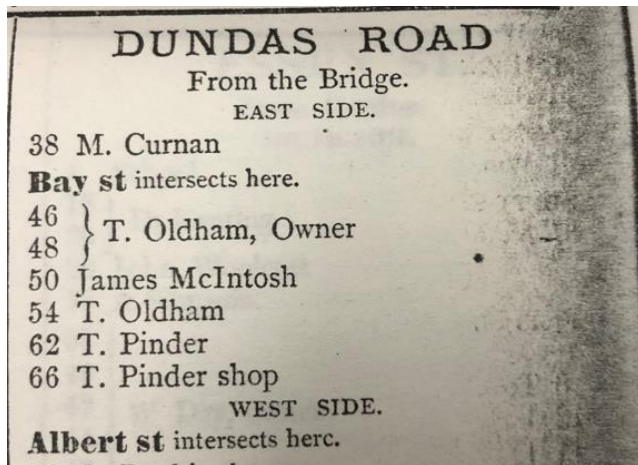 DUNDAS ROAD
From the Bridge.
EAST SIDE.
38 M. Curnan
Bay st intersects here.
46
48 } T. Oldham, Owner
50 James McIntosh
54 T. Oldham
62 T. Pinder
66 T. Pinder shop
WEST SIDE.
Albert st intersects herc.